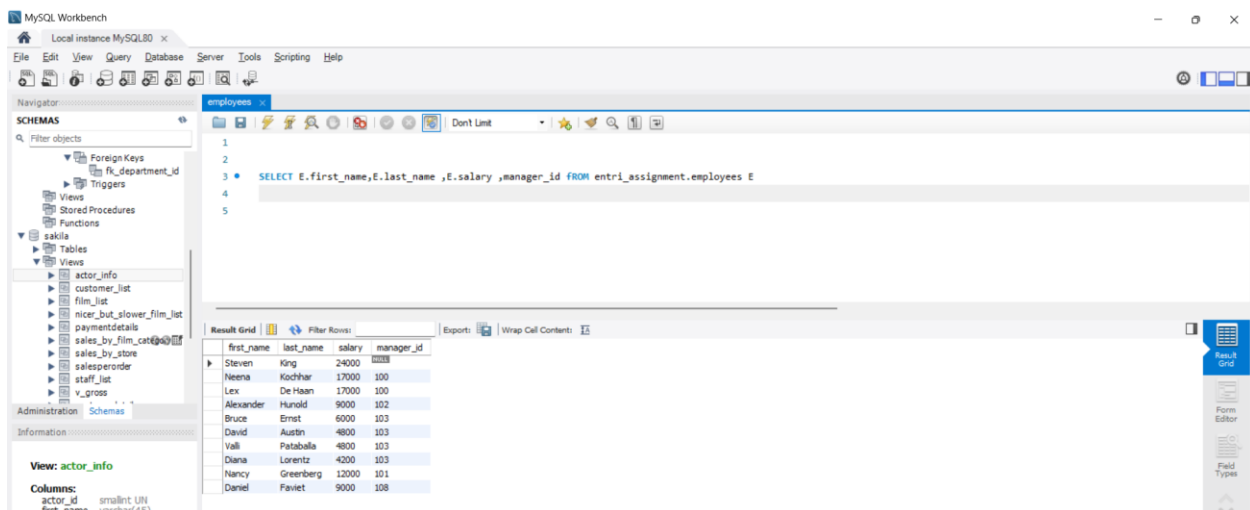 MySQL Workbench
Local instance MySQL80
File Edit View Query Database Server Tools Scripting Help
Navigator
SCHEMAS
Filter objects
Foreign Keys
fk_department_id
Triggers
Views
Stored Procedures
Functions
sakila
Tables
Views
actor_info
customer_list
film_list
nicer_but_slower_film_list
paymentdetails
sales_by_film_category
sales_by_store
salesperorder
staff_list
v_gross
Administration Schemas
Information
View: actor_info
Columns:
actor_id smallint UN
first_name varchar(45)
employees
Don't Limit
1
2
3 SELECT E.first_name,E.last_name ,E.salary ,manager_id fROM entri_assignment.employees E
4
5
Result Grid Filter Rows: Export: Wrap Cell Content:
first_name last_name salary manager_id
Steven King 24000 NULL
Neena Kochhar 17000 100
Lex De Haan 17000 100
Alexander Hunold 9000 102
Bruce Ernst 6000 103
David Austin 4800 103
Valli Pataballa 4800 103
Diana Lorentz 4200 103
Nancy Greenberg 12000 101
Daniel Faviet 9000 108
Result
Grid
Form
Editor
Field
Types